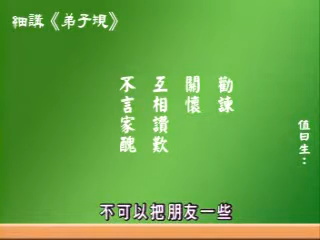 細講《弟子規》
勸諫
關懷
互相讚歎
不言家醜
值日生：
不可以把朋友一些